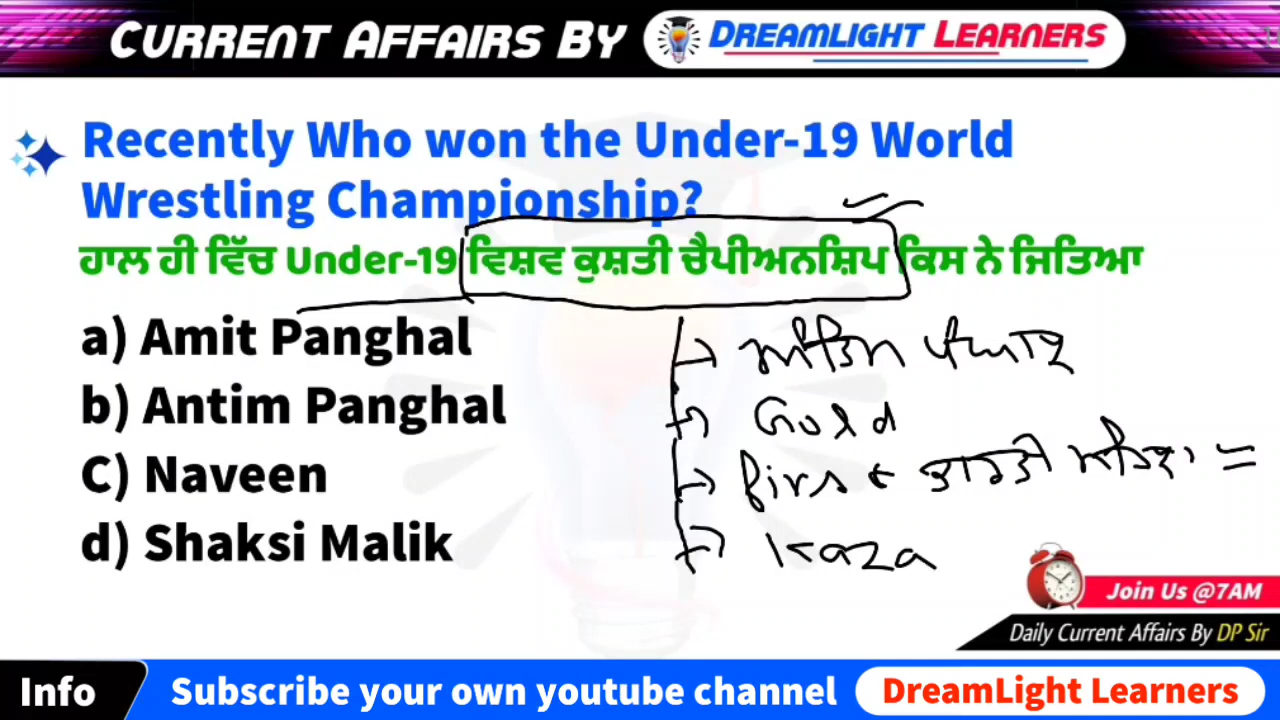 CURRENT AFFAIRS BY DREAMLIGHT LEARNERS
Recently Who won the Under-19 World
Wrestling Championship?
ਹਾਲ ਹੀ ਵਿੱਚ Under-19 ਵਿਸ਼ਵ ਕੁਸ਼ਤੀ ਚੈਪੀਅਨਸ਼ਿਪ ਕਿਸ ਨੇ ਜਿਤਿਆ
a) Amit Panghal
b) Antim Panghal
Gold
C) Naveen
First
d) Shaksi Malik
Kaza
Join Us @7AM
Daily Current Affairs By DP Sir
Info
Subscribe your own youtube channel
DreamLight Learners